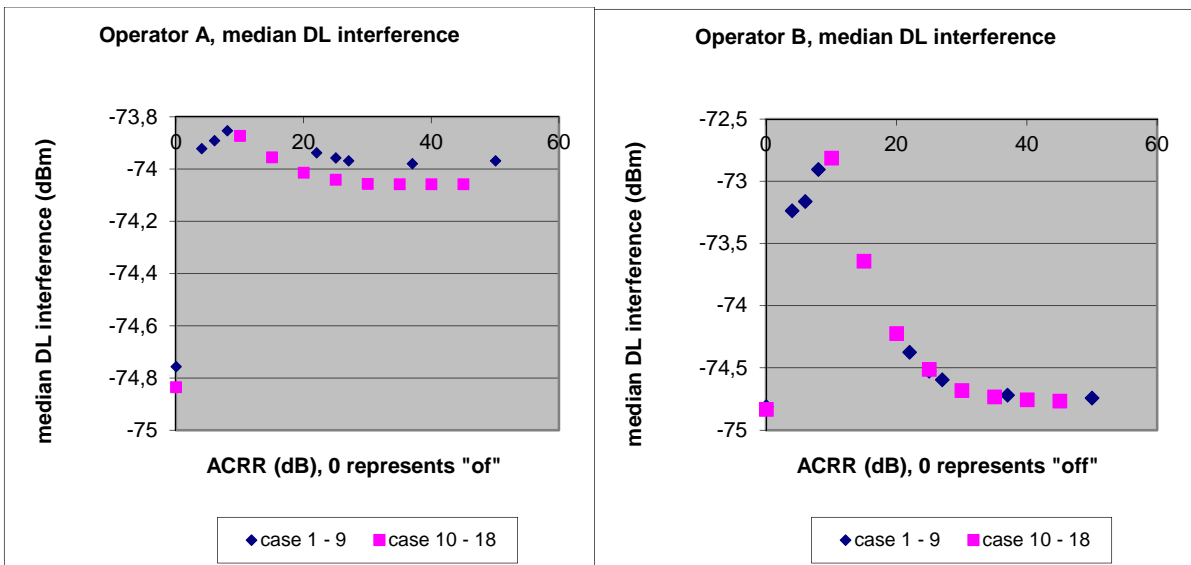 Operator A, median DL interference
median DL interference (dBm)
-73,8
-74
-74,2
-74,4
-74,6
-74,8
-75
0
20
40
60
ACRR (dB), 0 represents "of"
case 1 - 9
case 10 - 18
Operator B, median DL interference
median DL interference (dBm)
-72,5
-73
-73,5
-74
-74,5
-75
0
20
40
60
ACRR (dB), 0 represents "off"
case 1 - 9
case 10 - 18